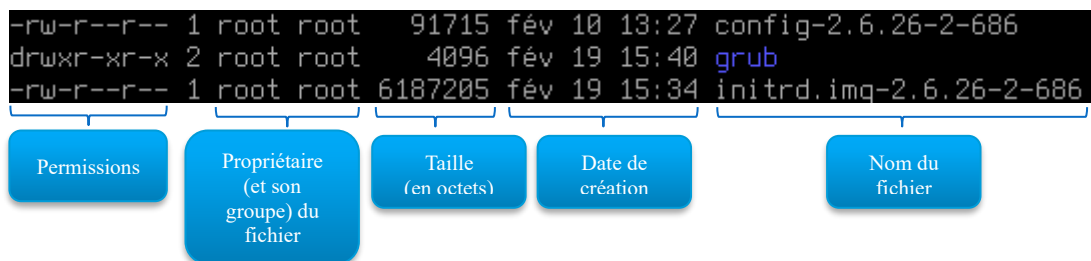 -rw-r--r-- 1 root root 91715 fév 10 13:27 config-2.6.26-2-686
drwxr-xr-x 2 root root 4096 fév 19 15:40 grub
-rw-r--r-- 1 root root 6187205 fév 19 15:34 initrd.img-2.6.26-2-686
Permissions
Propriétaire
(et son
groupe) du
fichier
Taille
(en octets)
Date de
création
Nom du
fichier